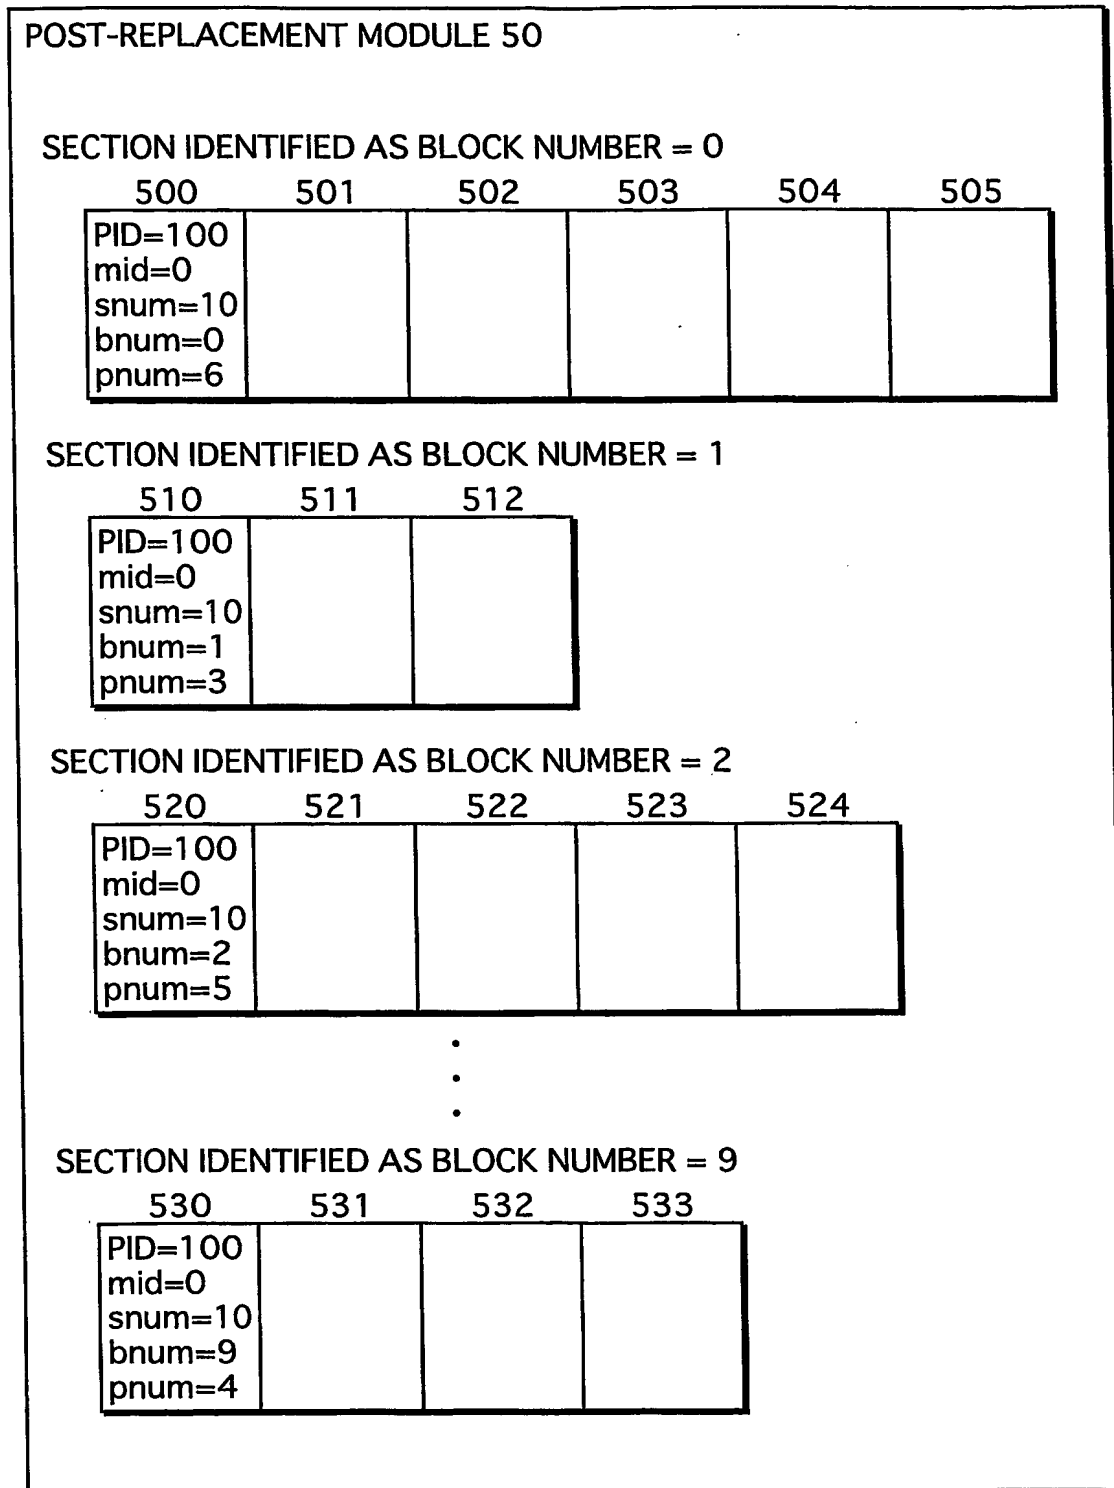 POST-REPLACEMENT MODULE 50
SECTION IDENTIFIED AS BLOCK NUMBER = 0
500 501 502 503 504 505
PID=100
mid=0
snum=10
bnum=0
pnum=6
SECTION IDENTIFIED AS BLOCK NUMBER = 1
510 511 512
PID=100
mid=0
snum=10
bnum=1
pnum=3
SECTION IDENTIFIED AS BLOCK NUMBER = 2
520 521 522 523 524
PID=100
mid=0
snum=10
bnum=2
pnum=5
SECTION IDENTIFIED AS BLOCK NUMBER = 9
530 531 532 533
PID=100
mid=0
snum=10
bnum=9
pnum=4